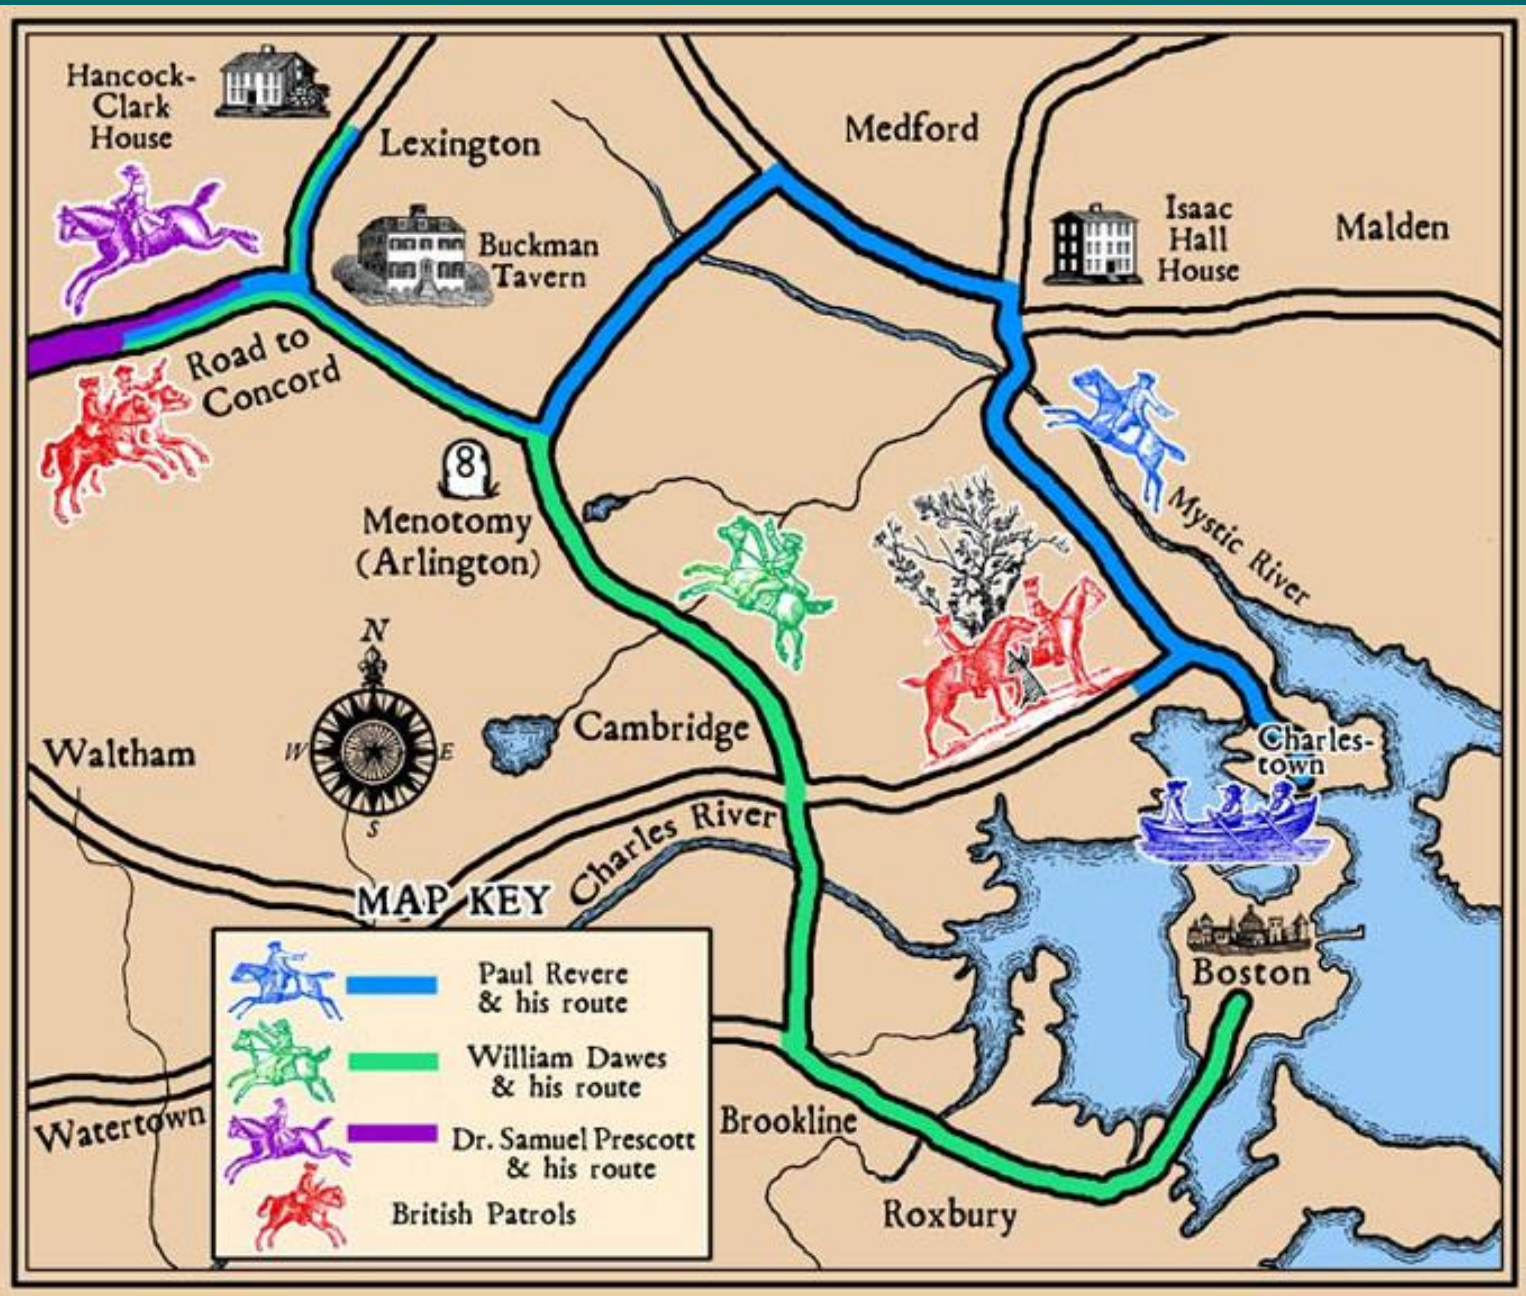 Hancock-
Clark
House
Lexington
Medford
Isaac
Hall
House
Malden
Buckman
Tavern
Road to
Concord
8
Menotomy
(Arlington)
Mystic River
N
W
E
S
Waltham
Cambridge
Charles-
town
Charles River
Boston
MAP KEY
Paul Revere
& his route
William Dawes
& his route
Dr. Samuel Prescott
& his route
British Patrols
Watertown
Brookline
Roxbury